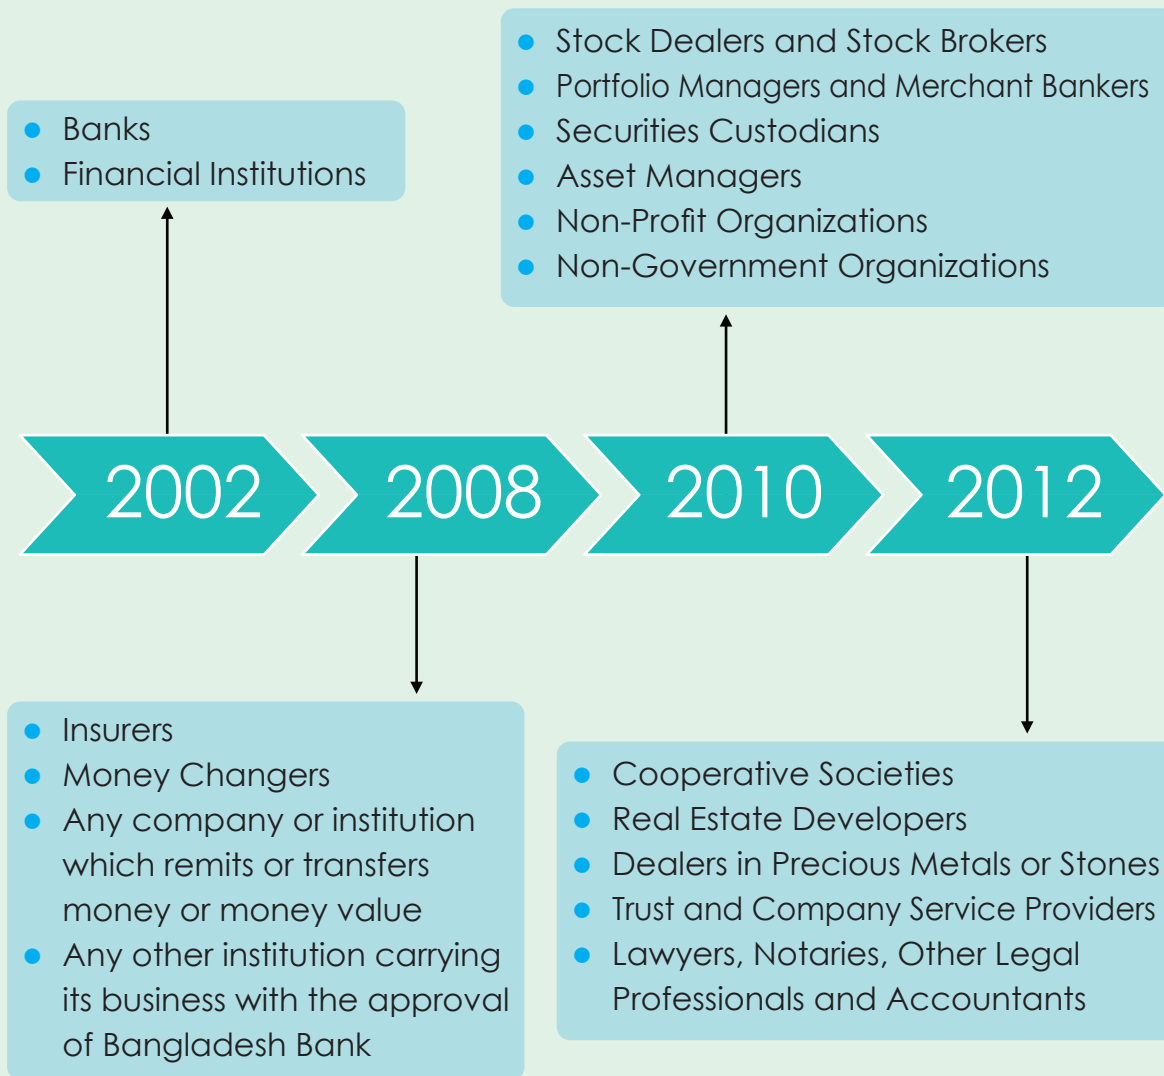 Stock Dealers and Stock Brokers
Portfolio Managers and Merchant Bankers
Securities Custodians
Asset Managers
Non-Profit Organizations
Non-Government Organizations
Banks
Financial Institutions
2002
2008
2010
2012
Insurers
Money Changers
Any company or institution
which remits or transfers
money or money value
Any other institution carrying
its business with the approval
of Bangladesh Bank
Cooperative Societies
Real Estate Developers
Dealers in Precious Metals or Stones
Trust and Company Service Providers
Lawyers, Notaries, Other Legal
Professionals and Accountants